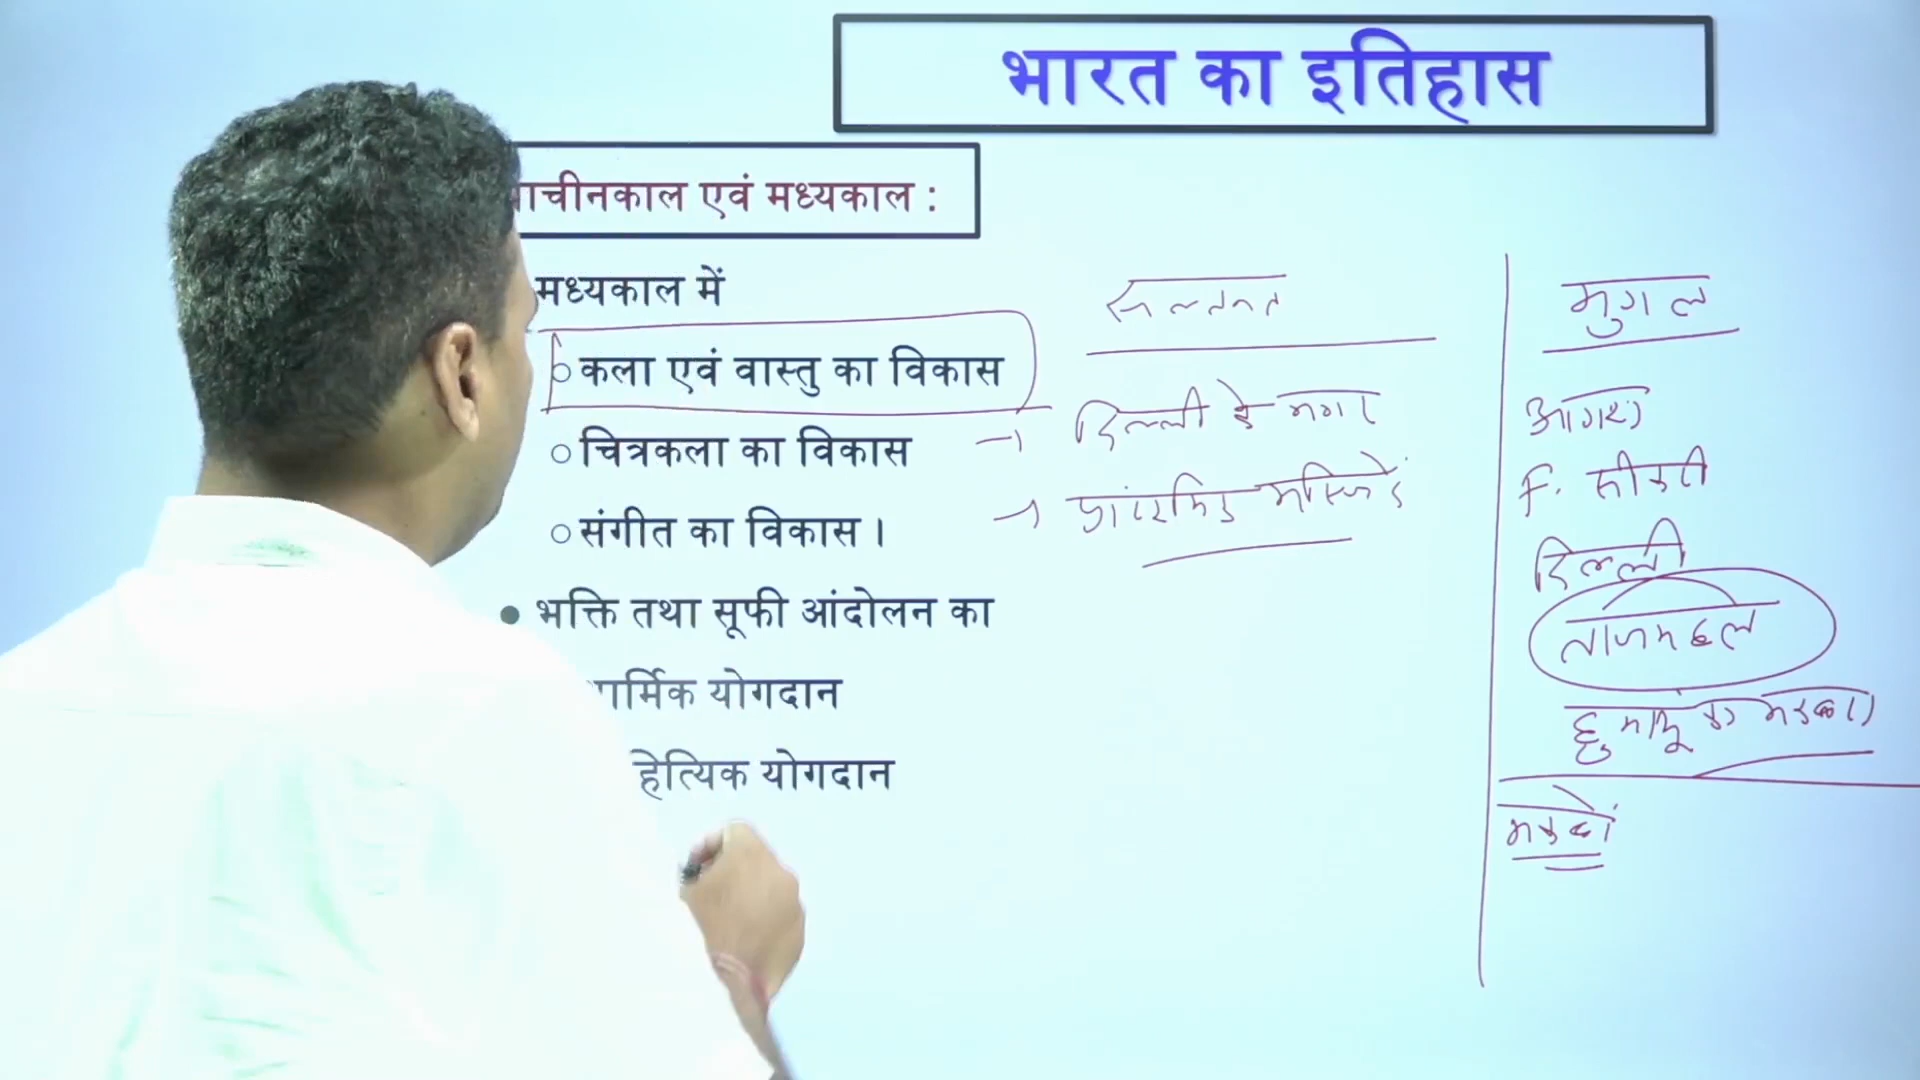 भारत का इतिहास
प्राचीनकाल एवं मध्यकाल :
मध्यकाल में
कला एवं वास्तु का विकास
चित्रकला का विकास
संगीत का विकास।
भक्ति तथा सूफी आंदोलन का
धार्मिक योगदान
साहित्यिक योगदान
सल्तनत
दिल्ली के नगर
प्रारंभिक मस्जिदें
मुगल
आगरा
F. सीकरी
दिल्ली
ताजमहल
हुमायूं का मकबरा